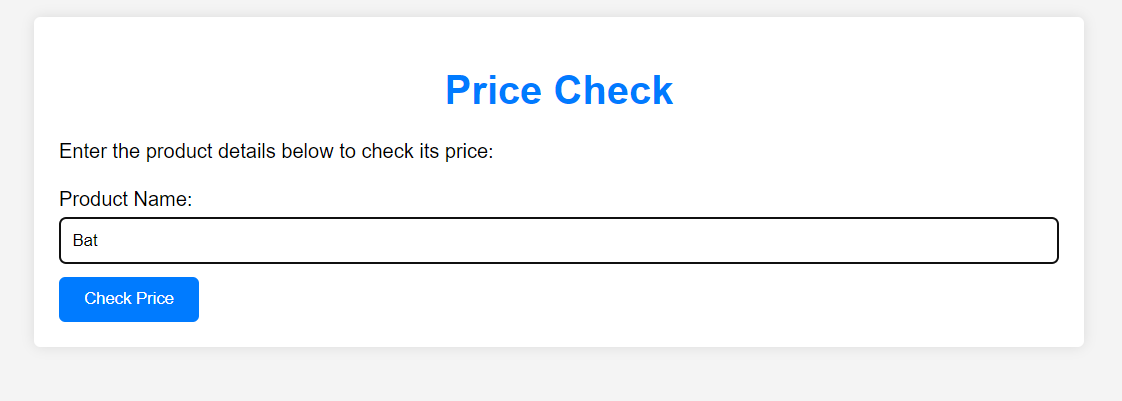 Price Check
Enter the product details below to check its price:
Product Name:
Bat
Check Price